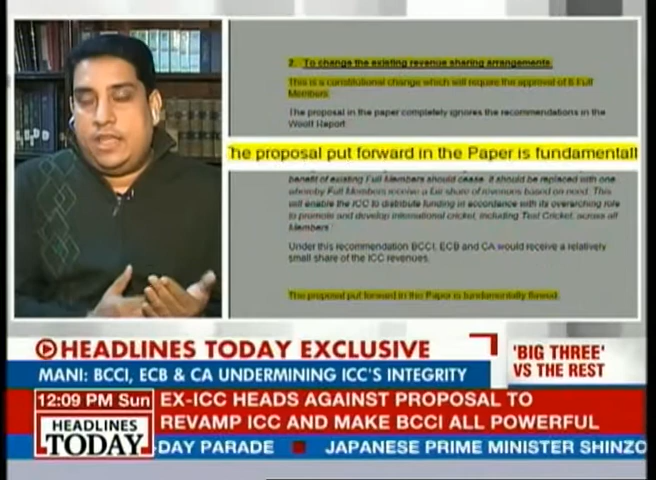 2. To change the existing revenue sharing arrangements.
This is a constitutional change which will require the approval of 8 Full
Members.
The proposal in the paper completely ignores the recommendations in the
Woolf Report
The proposal put forward in the Paper is fundamentall
benefit of existing Full Members should cease. It should be replaced with one
whereby Full Members receive a fair share of revenues based on need. This
will enable the ICC to distribute funding in accordance with its overarching role
to promote and develop international cricket, including Test Cricket, across all
Members
Under this recommendation BCCI, ECB and CA would receive a relatively
small share of the ICC revenues.
The proposal put forward in the Paper is fundamentally flawed.
HEADLINES TODAY EXCLUSIVE
MANI: BCCI, ECB & CA UNDERMINING ICC'S INTEGRITY
'BIG THREE'
VS THE REST
12:09 PM Sun
EX-ICC HEADS AGAINST PROPOSAL TO
REVAMP ICC AND MAKE BCCI ALL POWERFUL
HEADLINES
TODAY
-DAY PARADE JAPANESE PRIME MINISTER SHINZO